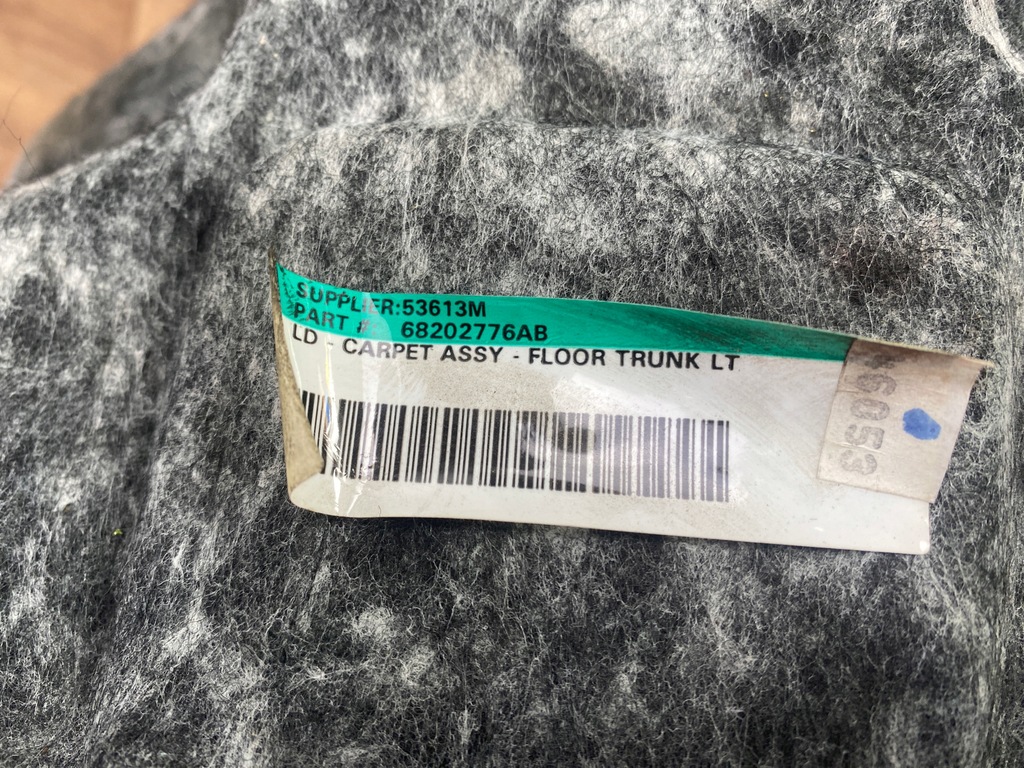 SUPPLIER:53613M
PART #: 68202776AB
LD - CARPET ASSY - FLOOR TRUNK LT